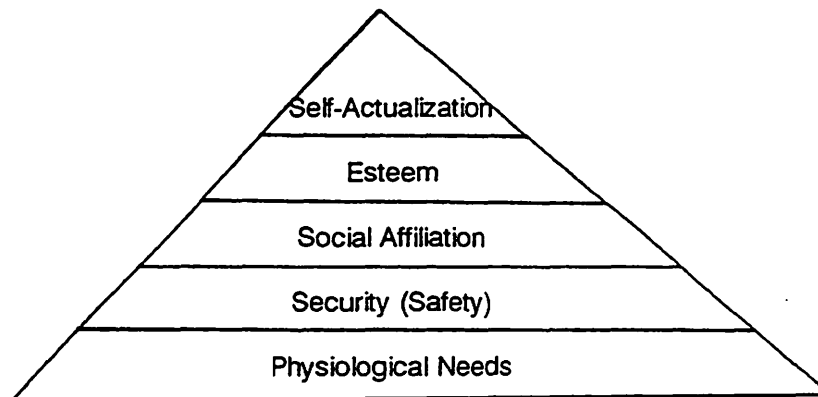 Self-Actualization
Esteem
Social Affiliation
Security (Safety)
Physiological Needs